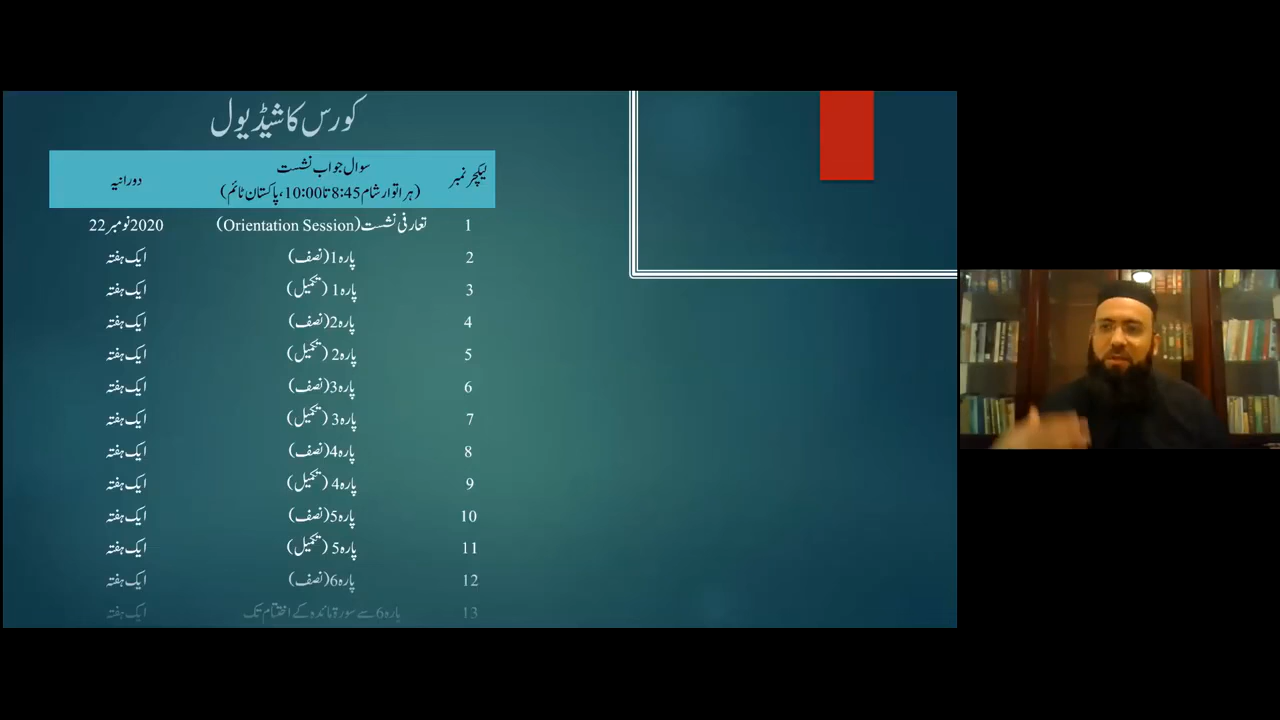 کورس کا شیڈیول
لیکچر نمبر سوال جواب نشست دورانیہ
(ہر اتوار شام 8:45 تا 10:00، پاکستان ٹائم)
1 تعارفی نشست (Orientation Session) 22 نومبر 2020
2 پارہ 1 (نصف) ایک ہفتہ
3 پارہ 1 (تکمیل) ایک ہفتہ
4 پارہ 2 (نصف) ایک ہفتہ
5 پارہ 2 (تکمیل) ایک ہفتہ
6 پارہ 3 (نصف) ایک ہفتہ
7 پارہ 3 (تکمیل) ایک ہفتہ
8 پارہ 4 (نصف) ایک ہفتہ
9 پارہ 4 (تکمیل) ایک ہفتہ
10 پارہ 5 (نصف) ایک ہفتہ
11 پارہ 5 (تکمیل) ایک ہفتہ
12 پارہ 6 (نصف) ایک ہفتہ
13 پارہ 6 سے سورۃ مائدہ کے اختتام تک ایک ہفتہ